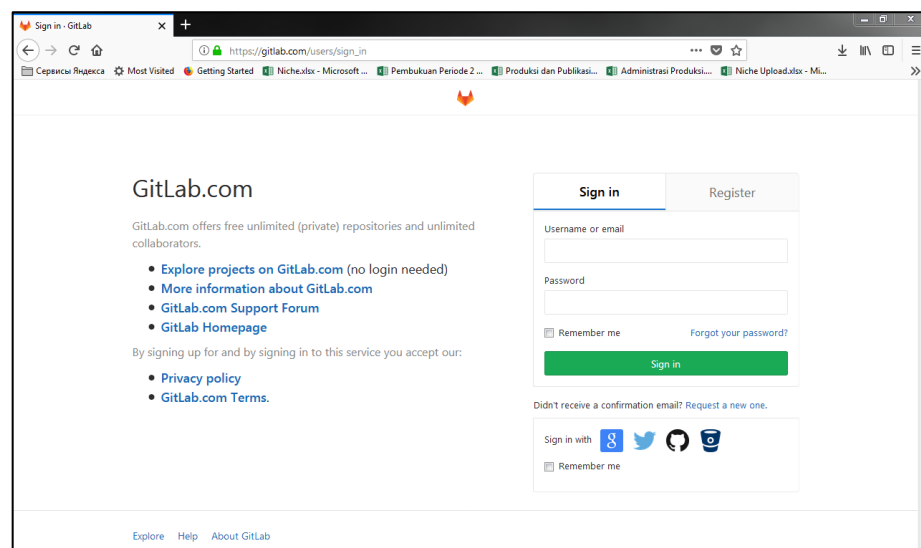 Sign in · GitLab
https://gitlab.com/users/sign_in
Сервисы Яндекса Most Visited Getting Started Niche.xlsx - Microsoft ... Pembukuan Periode 2 ... Produksi dan Publikasi... Administrasi Produksi.... Niche Upload.xlsx - Mi...
GitLab.com
GitLab.com offers free unlimited (private) repositories and unlimited
collaborators.
Explore projects on GitLab.com (no login needed)
More information about GitLab.com
GitLab.com Support Forum
GitLab Homepage
By signing up for and by signing in to this service you accept our:
Privacy policy
GitLab.com Terms.
Sign in Register
Username or email
Password
Remember me Forgot your password?
Sign in
Didn't receive a confirmation email? Request a new one.
Sign in with
Remember me
Explore Help About GitLab